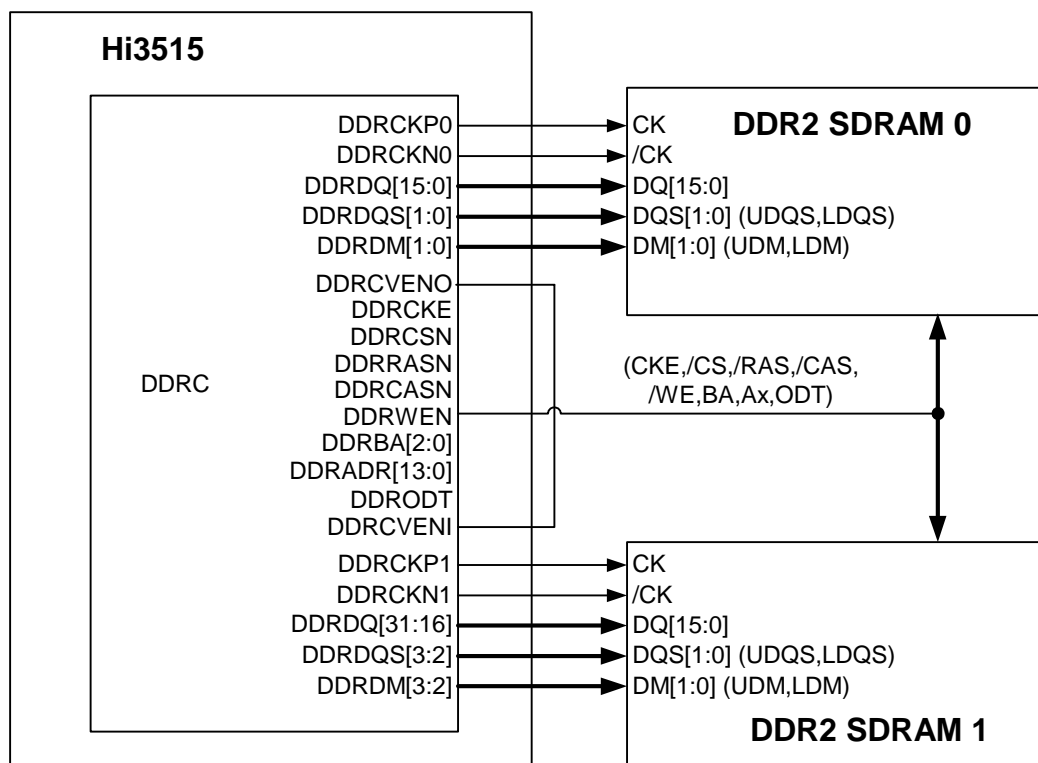 Hi3515
DDRC
DDRCKP0
DDRCKN0
DDRDQ[15:0]
DDRDQS[1:0]
DDRDM[1:0]
DDRCVENO
DDRCKE
DDRCSN
DDRRASN
DDRCASN
DDRWEN
DDRBA[2:0]
DDRADR[13:0]
DDRODT
DDRCVENI
DDRCKP1
DDRCKN1
DDRDQ[31:16]
DDRDQS[3:2]
DDRDM[3:2]
DDR2 SDRAM 0
CK
/CK
DQ[15:0]
DQS[1:0] (UDQS,LDQS)
DM[1:0] (UDM,LDM)
(CKE,/CS,/RAS,/CAS,
/WE,BA,Ax,ODT)
CK
/CK
DQ[15:0]
DQS[1:0] (UDQS,LDQS)
DM[1:0] (UDM,LDM)
DDR2 SDRAM 1